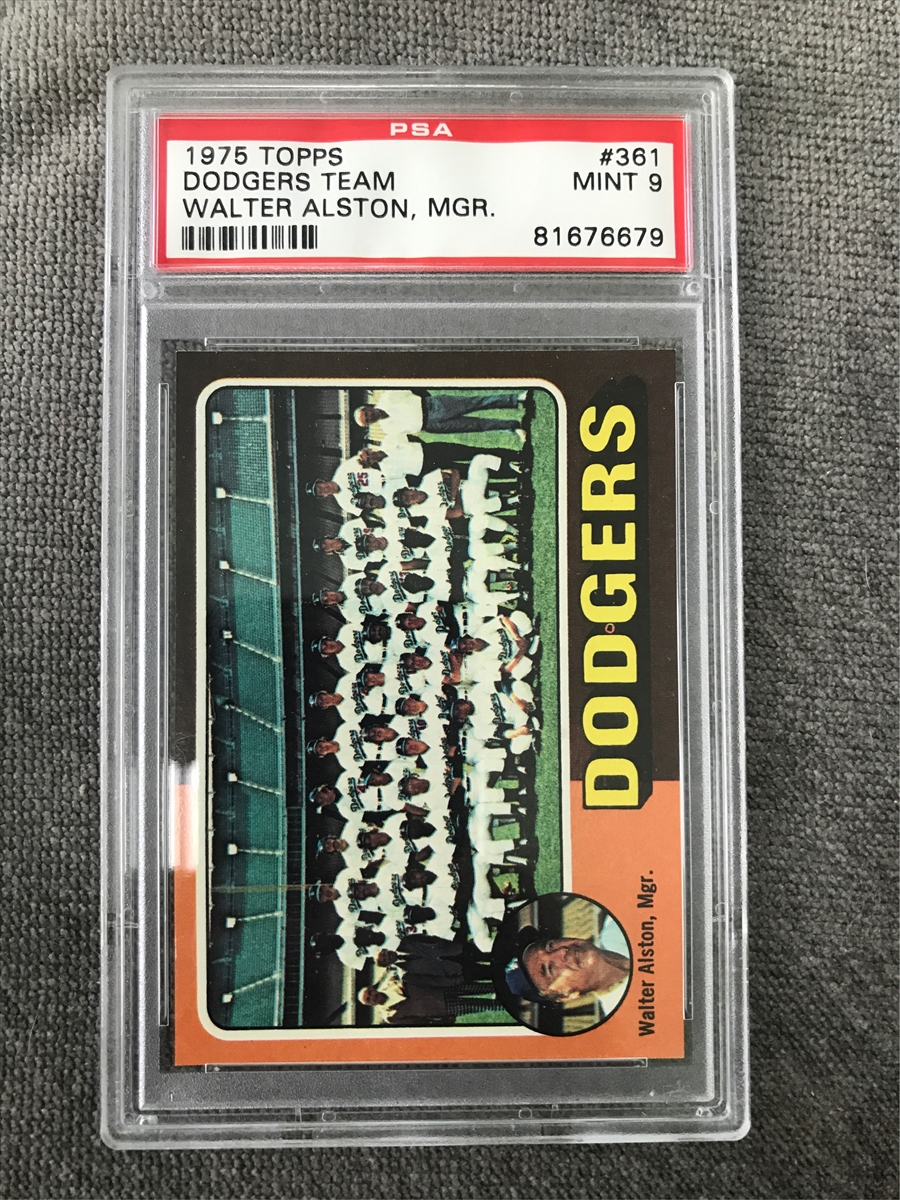 PSA
1975 TOPPS #361
DODGERS TEAM MINT 9
WALTER ALSTON, MGR.
81676679
DODGERS
Walter Alston, Mgr.